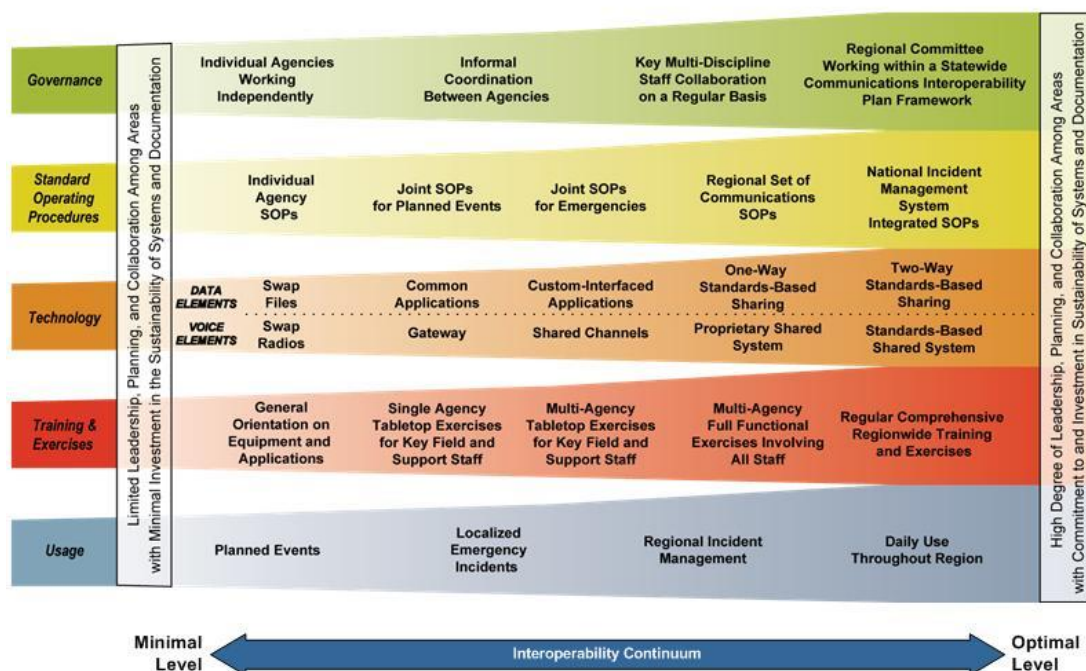 Limited Leadership, Planning, and Collaboration Among Areas
with Minimal Investment in the Sustainability of Systems and Documentation
High Degree of Leadership, Planning, and Collaboration Among Areas
with Commitment to and Investment in Sustainability of Systems and Documentation
Governance
Individual Agencies
Working
Independently
Informal
Coordination
Between Agencies
Key Multi-Discipline
Staff Collaboration
on a Regular Basis
Regional Committee
Working within a Statewide
Communications Interoperability
Plan Framework
Standard
Operating
Procedures
Individual
Agency
SOPs
Joint SOPs
for Planned Events
Joint SOPs
for Emergencies
Regional Set of
Communications
SOPs
National Incident
Management
System
Integrated SOPs
Technology
DATA
ELEMENTS
Swap
Files
Common
Applications
Custom-Interfaced
Applications
One-Way
Standards-Based
Sharing
Two-Way
Standards-Based
Sharing
VOICE
ELEMENTS
Swap
Radios
Gateway
Shared Channels
Proprietary Shared
System
Standards-Based
Shared System
Training &
Exercises
General
Orientation on
Equipment and
Applications
Single Agency
Tabletop Exercises
for Key Field and
Support Staff
Multi-Agency
Tabletop Exercises
for Key Field and
Support Staff
Multi-Agency
Full Functional
Exercises Involving
All Staff
Regular Comprehensive
Regionwide Training
and Exercises
Usage
Planned Events
Localized
Emergency
Incidents
Regional Incident
Management
Daily Use
Throughout Region
Minimal
Level
Interoperability Continuum
Optimal
Level